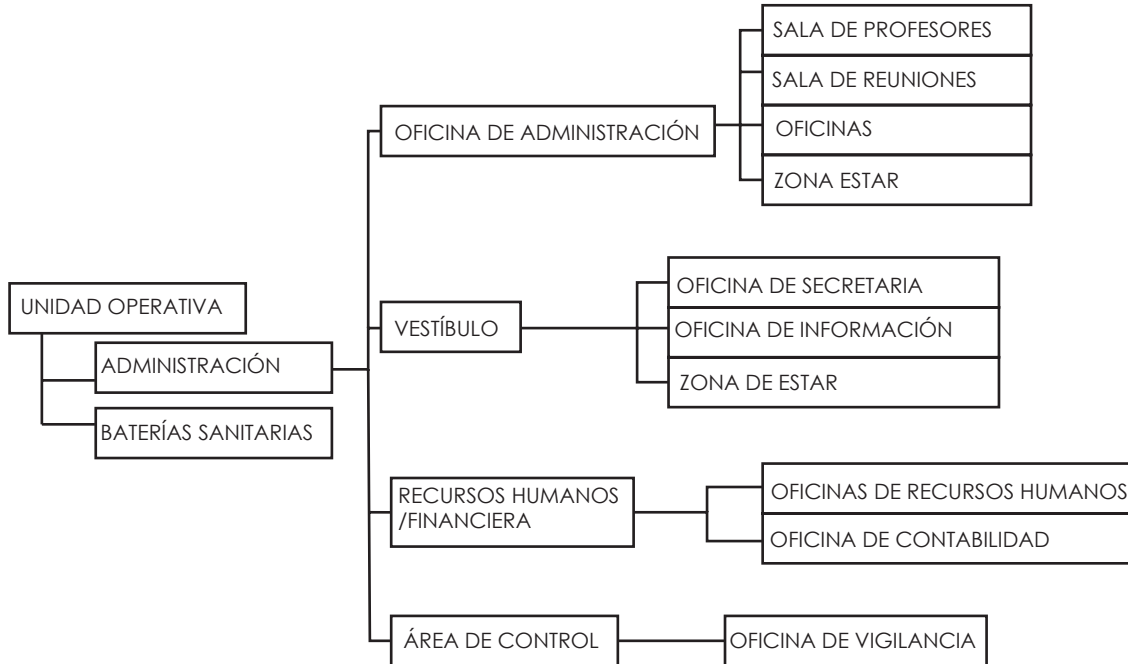 UNIDAD OPERATIVA
ADMINISTRACIÓN
BATERÍAS SANITARIAS
OFICINA DE ADMINISTRACIÓN
SALA DE PROFESORES
SALA DE REUNIONES
OFICINAS
ZONA ESTAR
VESTÍBULO
OFICINA DE SECRETARIA
OFICINA DE INFORMACIÓN
ZONA DE ESTAR
RECURSOS HUMANOS
/FINANCIERA
OFICINAS DE RECURSOS HUMANOS
OFICINA DE CONTABILIDAD
ÁREA DE CONTROL
OFICINA DE VIGILANCIA